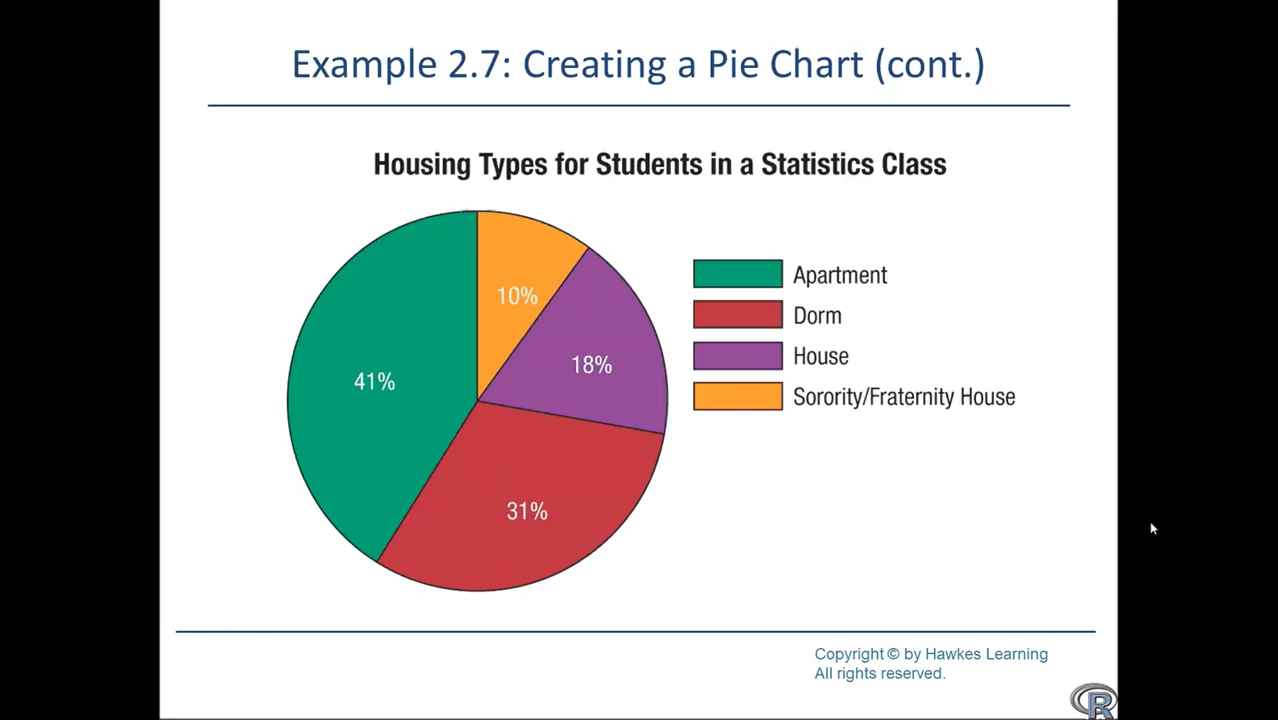 Example 2.7: Creating a Pie Chart (cont.)
Housing Types for Students in a Statistics Class
10%
18%
41%
31%
Apartment
Dorm
House
Sorority/Fraternity House
Copyright © by Hawkes Learning
All rights reserved.
R